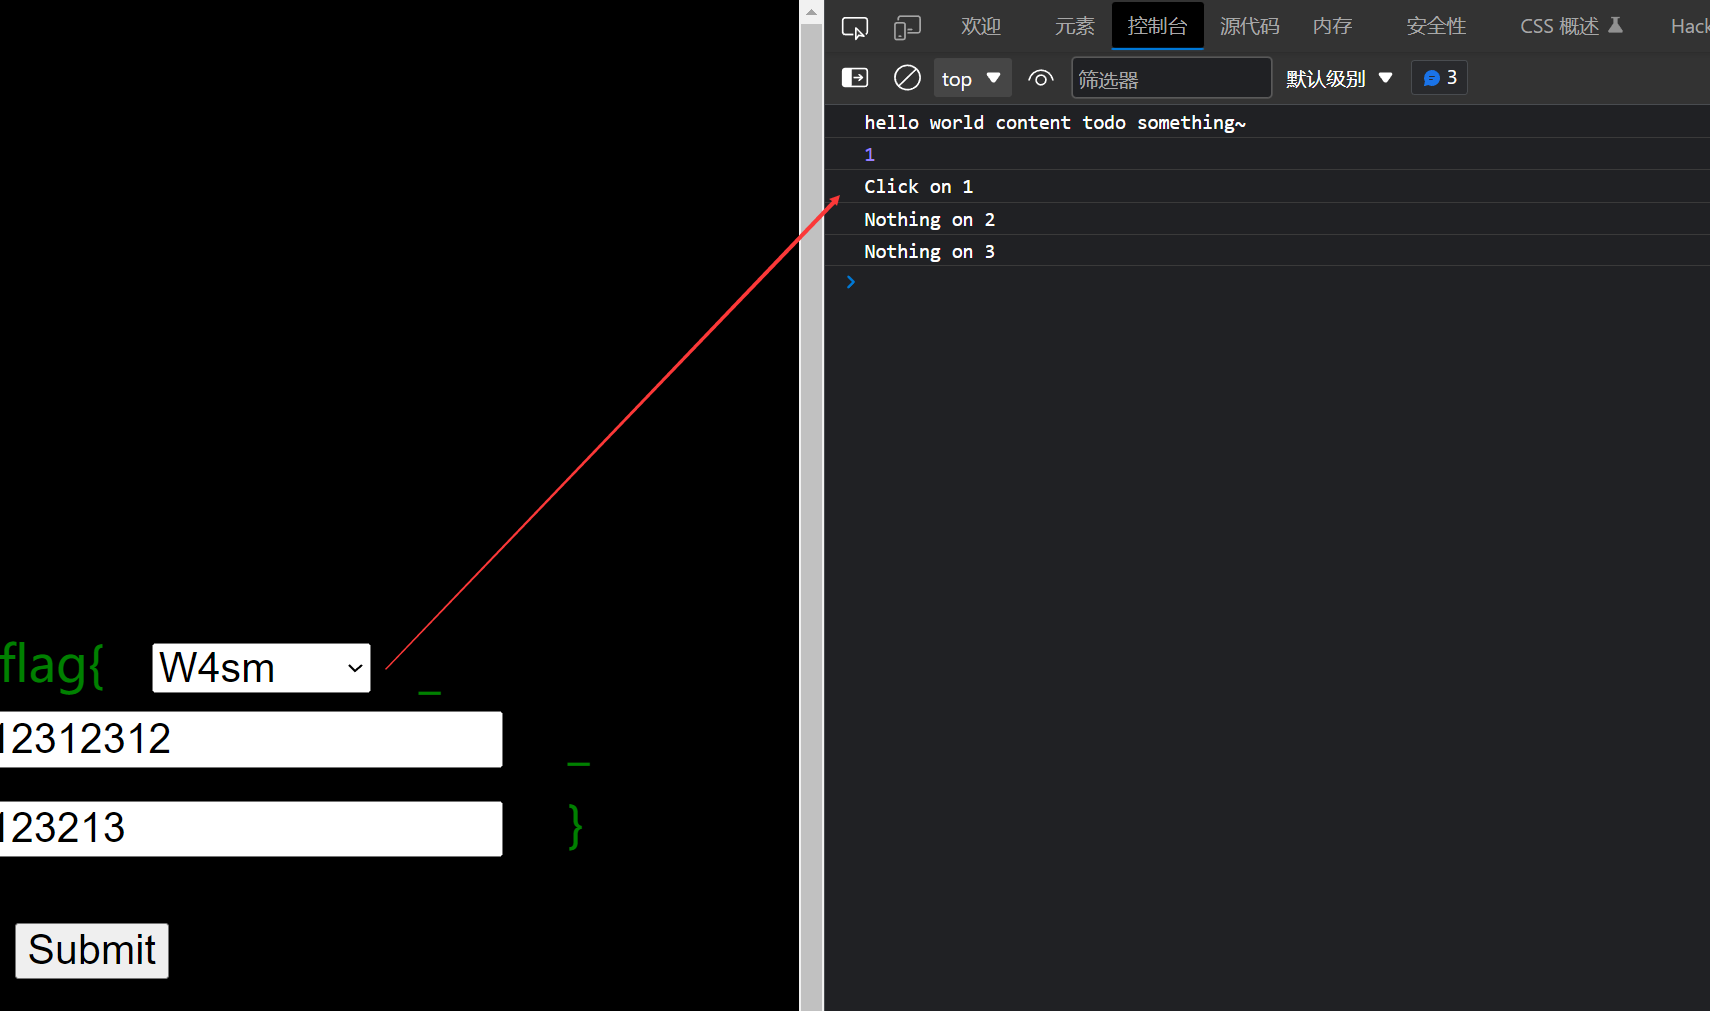 欢迎 元素 控制台 源代码 内存 安全性 CSS 概述
top 筛选器 默认级别 3
hello world content todo something~
1
Click on 1
Nothing on 2
Nothing on 3
flag{ W4sm _
12312312 _
123213 }
Submit